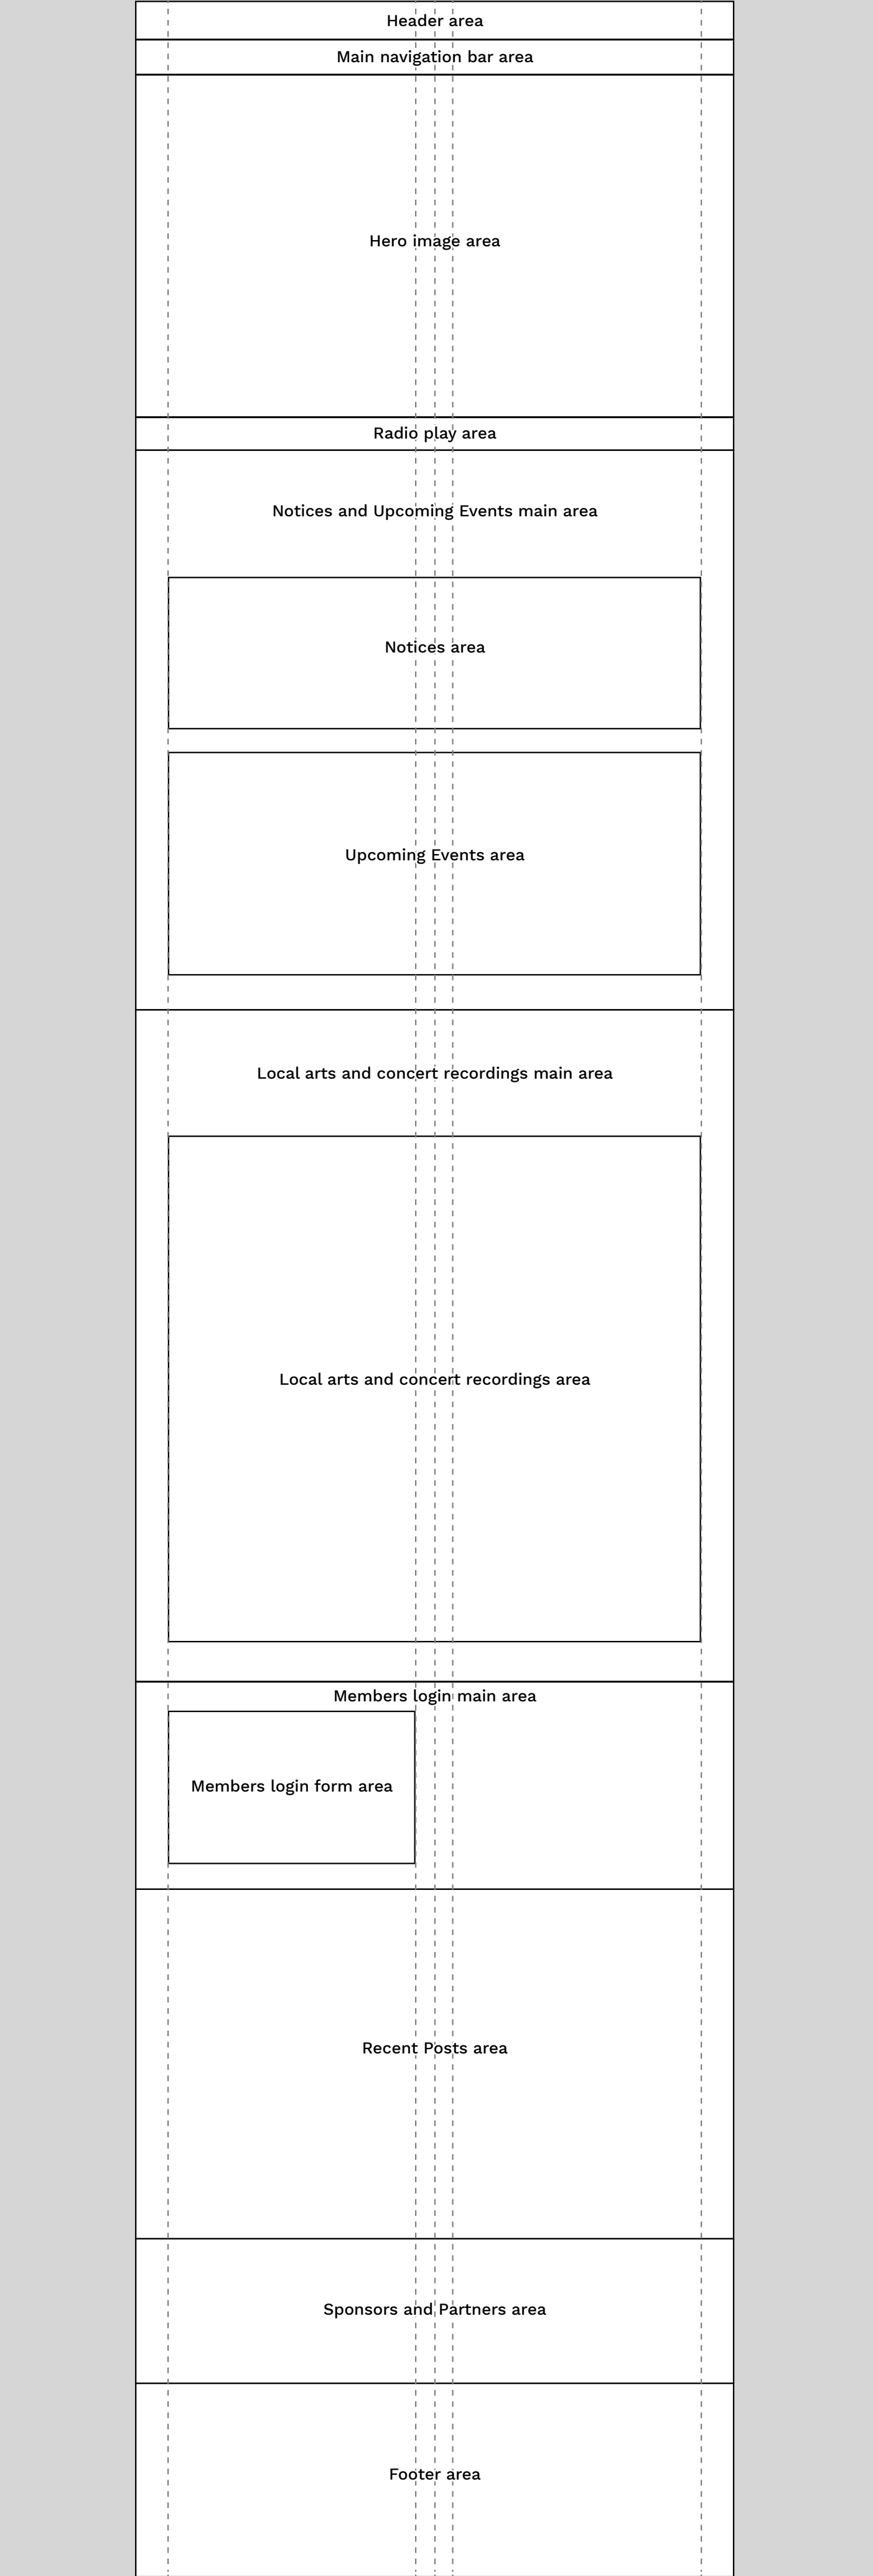 Header area
Main navigation bar area
Hero image area
Radio play area
Notices and Upcoming Events main area
Notices area
Upcoming Events area
Local arts and concert recordings main area
Local arts and concert recordings area
Members login main area
Members login form area
Recent Posts area
Sponsors and Partners area
Footer area